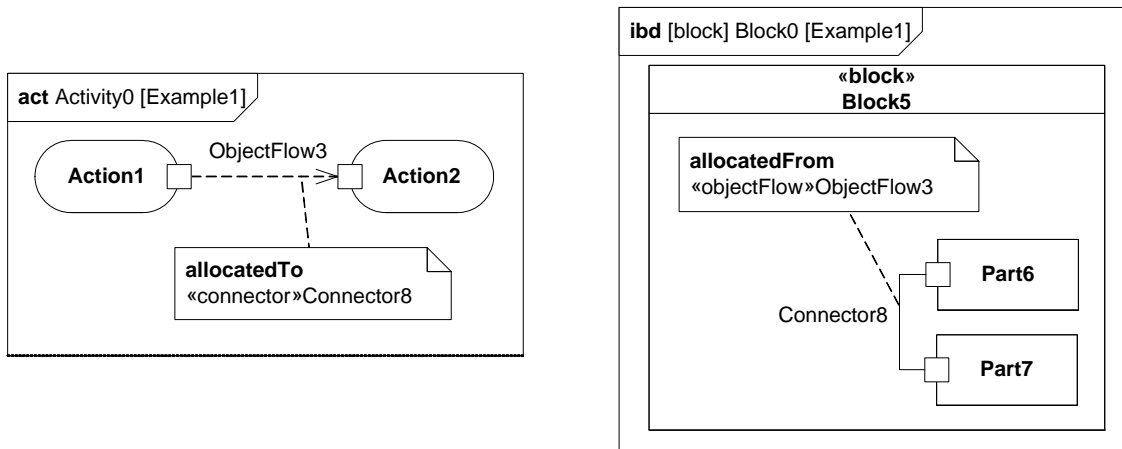 act Activity0 [Example1]
ObjectFlow3
Action1
Action2
allocatedTo
«connector»Connector8
ibd [block] Block0 [Example1]
«block»
Block5
allocatedFrom
«objectFlow»ObjectFlow3
Part6
Connector8
Part7